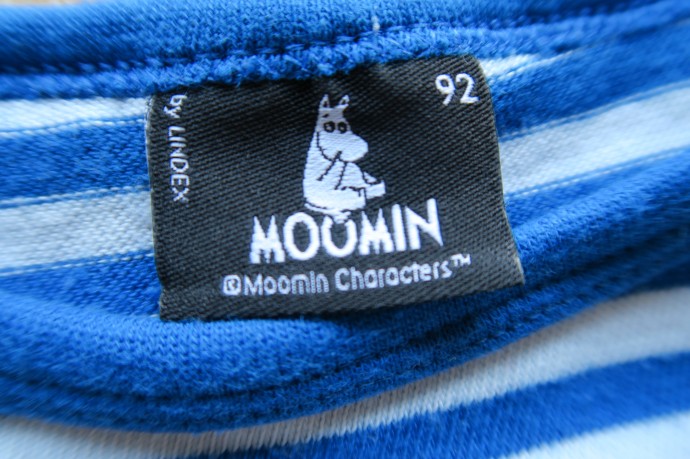 92
by LINDEX
MOOMIN
®Moomin Characters™